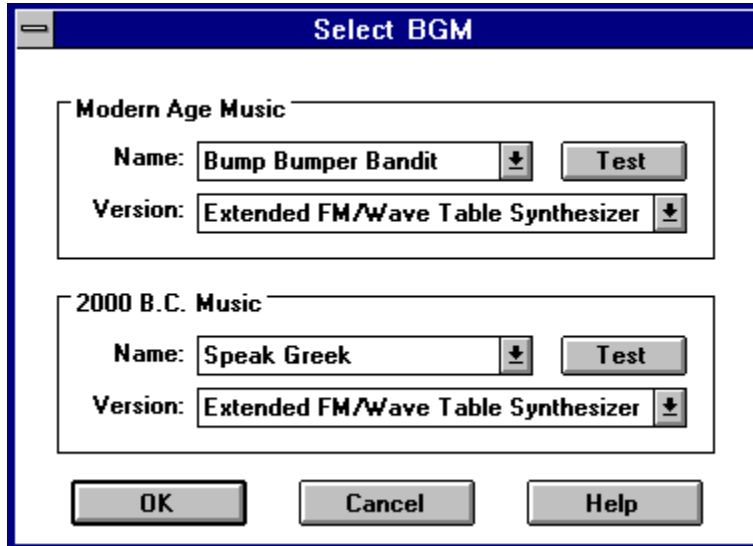 Select BGM
Modern Age Music
Name: Bump Bumper Bandit Test
Version: Extended FM/Wave Table Synthesizer
2000 B.C. Music
Name: Speak Greek Test
Version: Extended FM/Wave Table Synthesizer
OK Cancel Help